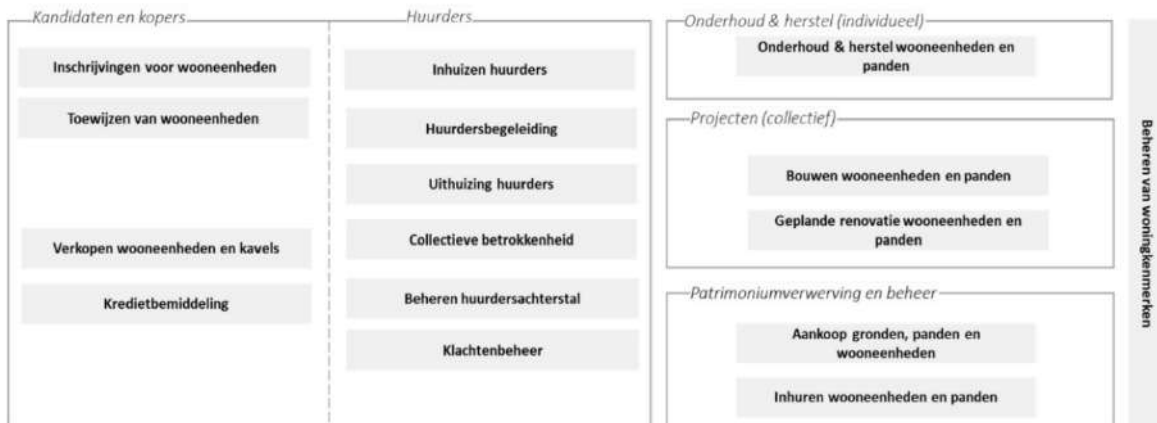 Kandidaten en kopers
Inschrijvingen voor wooneenheden
Toewijzen van wooneenheden
Verkopen wooneenheden en kavels
Kredietbemiddeling
Huurders
Inhuizen huurders
Huurdersbegeleiding
Uithuizing huurders
Collectieve betrokkenheid
Beheren huurdersachterstal
Klachtenbeheer
Onderhoud & herstel (individueel)
Onderhoud & herstel wooneenheden en
panden
Projecten (collectief)
Bouwen wooneenheden en panden
Geplande renovatie wooneenheden en
panden
Patrimoniumverwerving en beheer
Aankoop gronden, panden en
wooneenheden
Inhuren wooneenheden en panden
Beheren van woningkenmerken